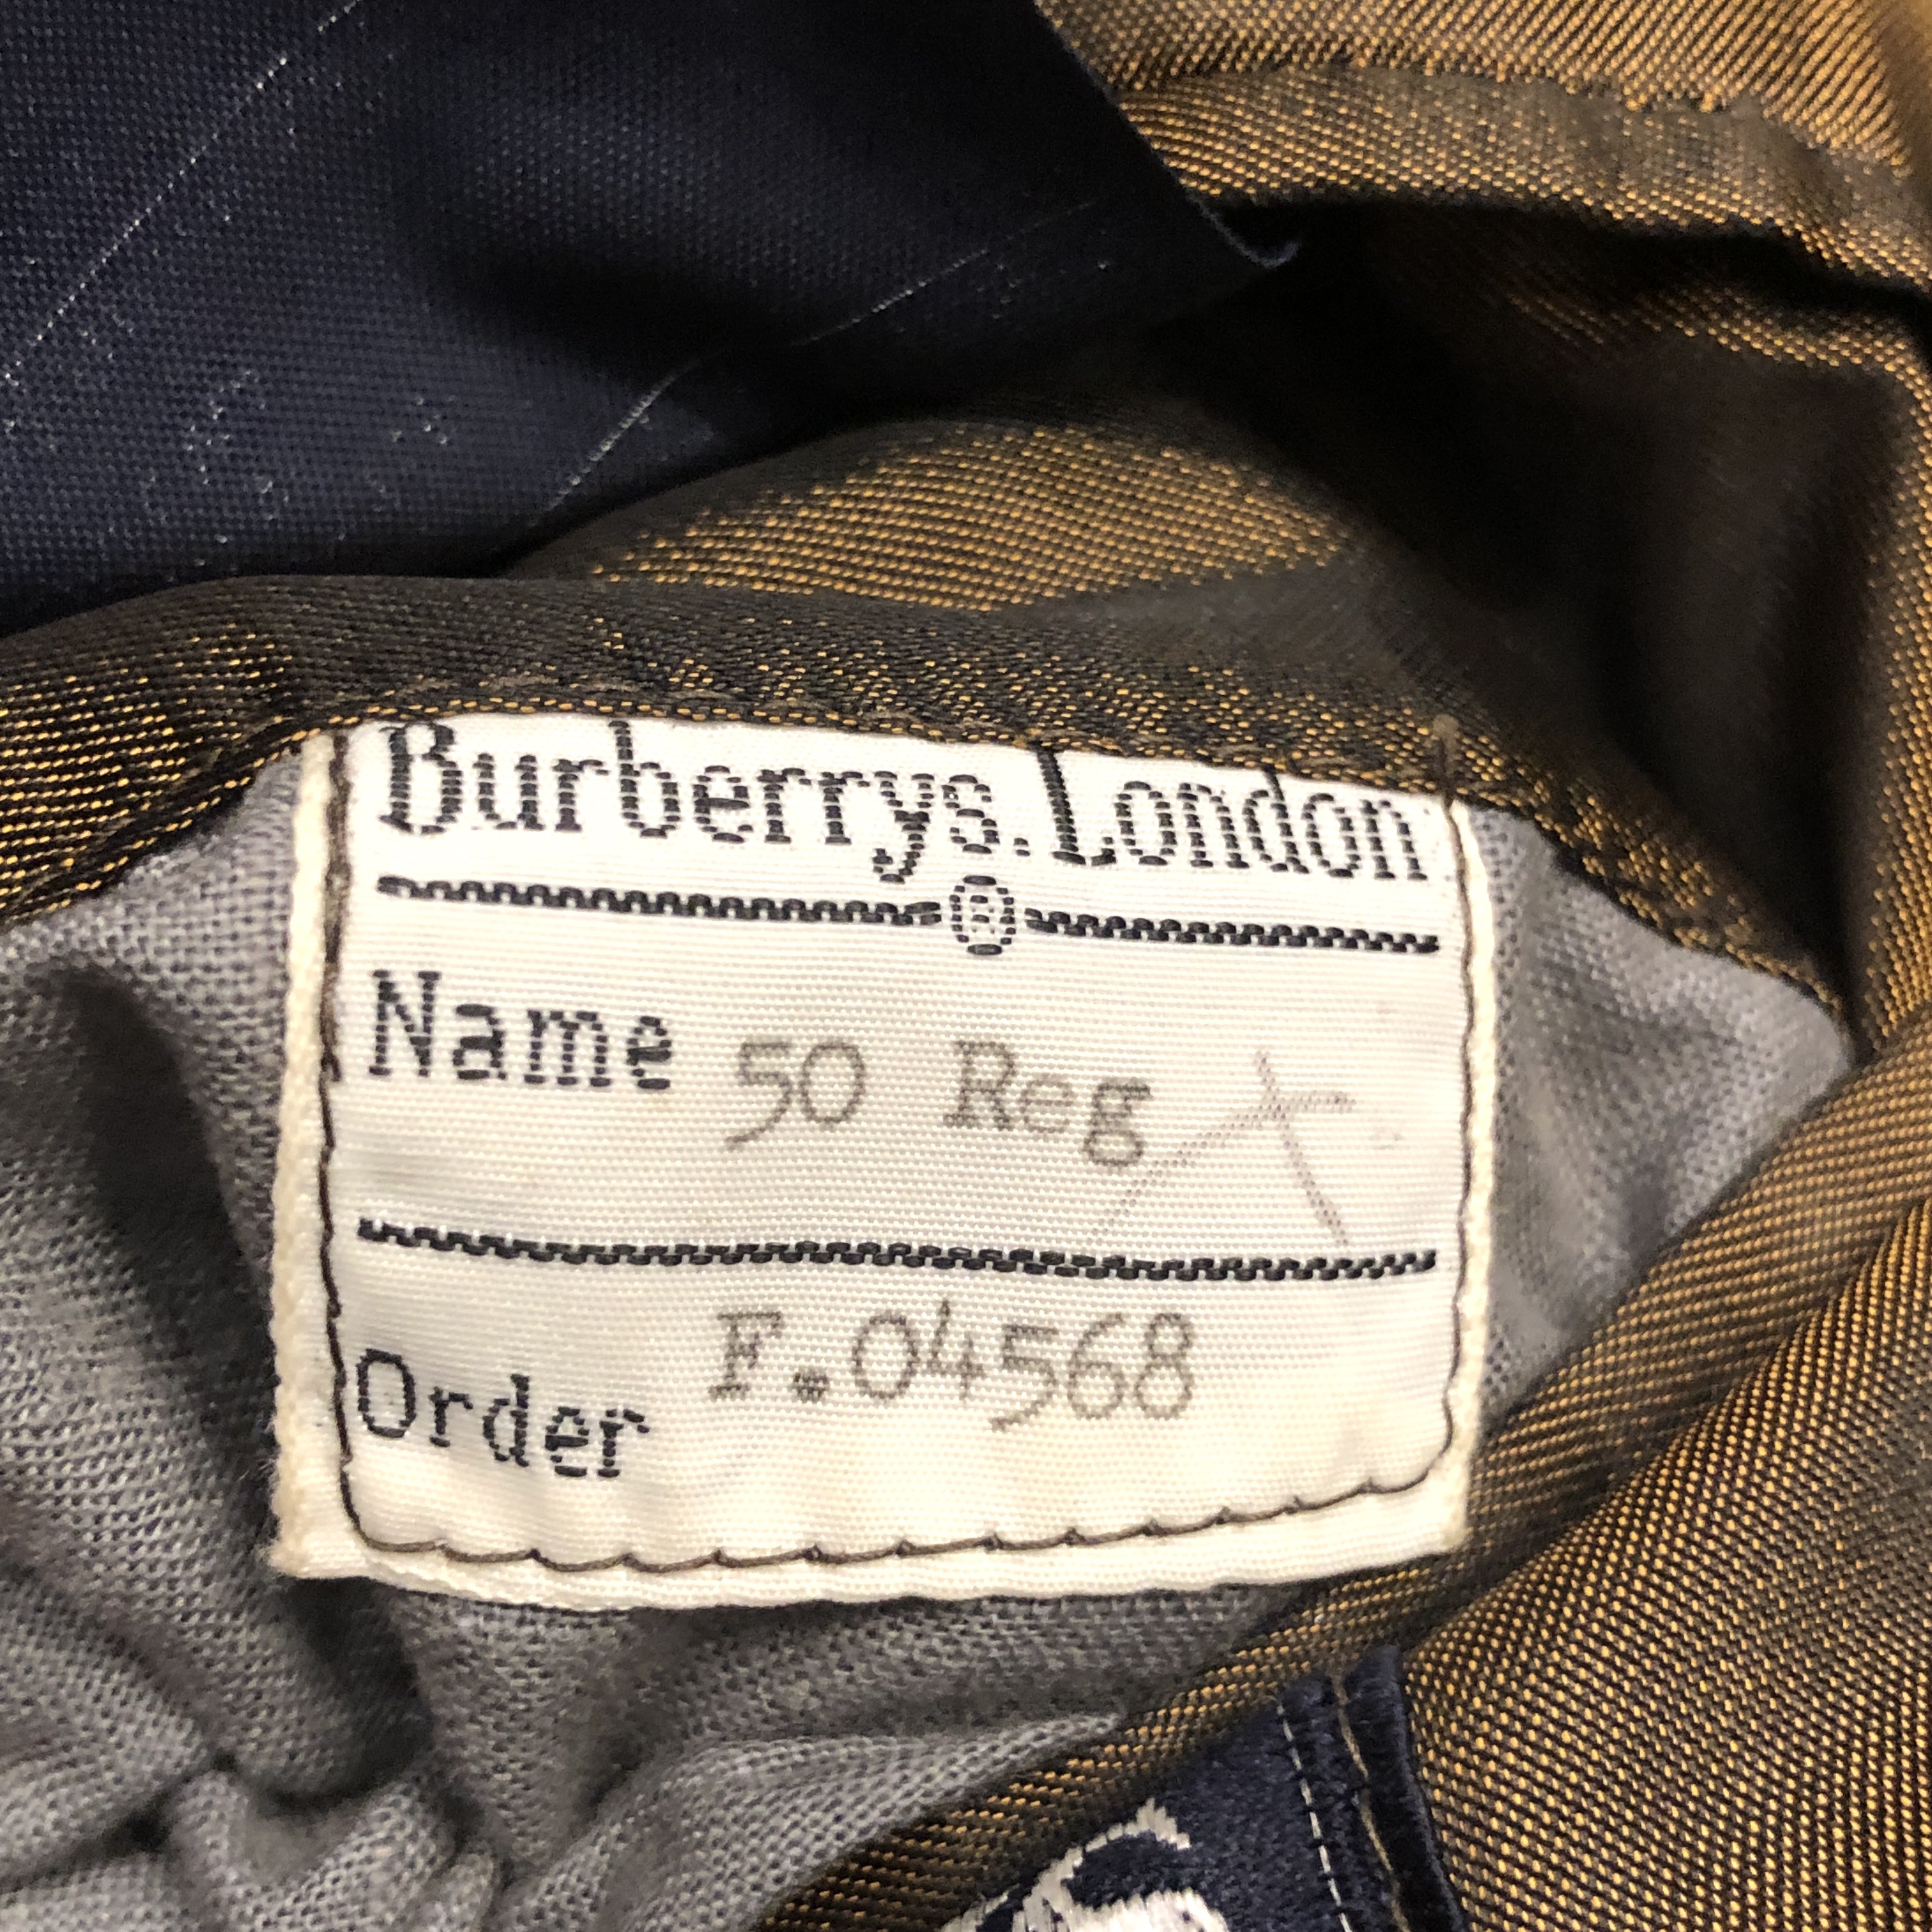 Burberrys. London
®
Name 50 Reg
Order F.04568